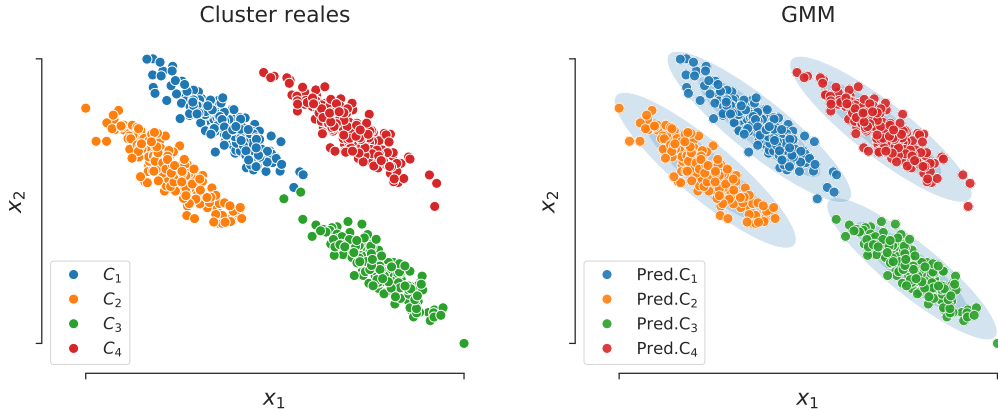 Cluster reales
x₂
C₁
C₂
C₃
C₄
x₁
GMM
x₂
Pred.C₁
Pred.C₂
Pred.C₃
Pred.C₄
x₁